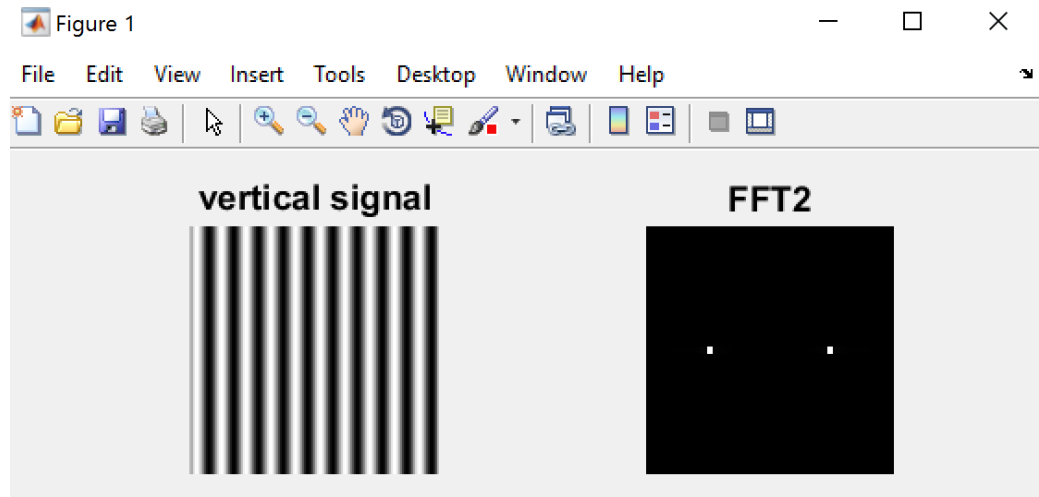 Figure 1
File Edit View Insert Tools Desktop Window Help
vertical signal
FFT2